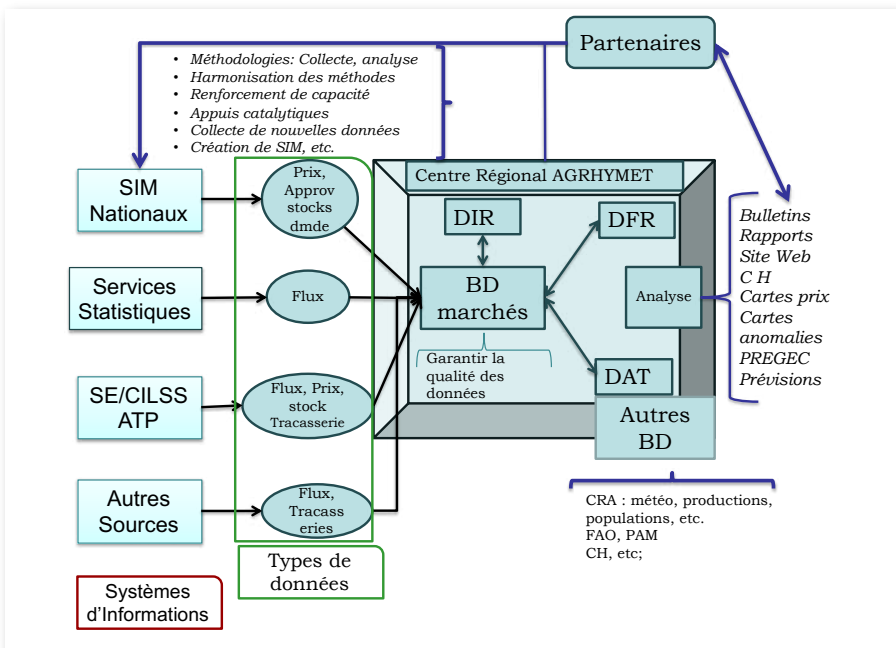 Partenaires
• Méthodologies: Collecte, analyse
• Harmonisation des méthodes
• Renforcement de capacité
• Appuis catalytiques
• Collecte de nouvelles données
• Création de SIM, etc.
SIM
Nationaux
Prix,
Approv
stocks
dmde
Centre Régional AGRHYMET
DIR
DFR
Bulletins
Rapports
Site Web
C H
Cartes prix
Cartes
anomalies
PREGEC
Prévisions
Services
Statistiques
Flux
BD
marchés
Analyse
Garantir la
qualité des
données
SE/CILSS
ATP
Flux, Prix,
stock
Tracasserie
DAT
Autres
BD
Autres
Sources
Flux,
Tracass
eries
CRA : météo, productions,
populations, etc.
FAO, PAM
CH, etc;
Types de
données
Systèmes
d'Informations